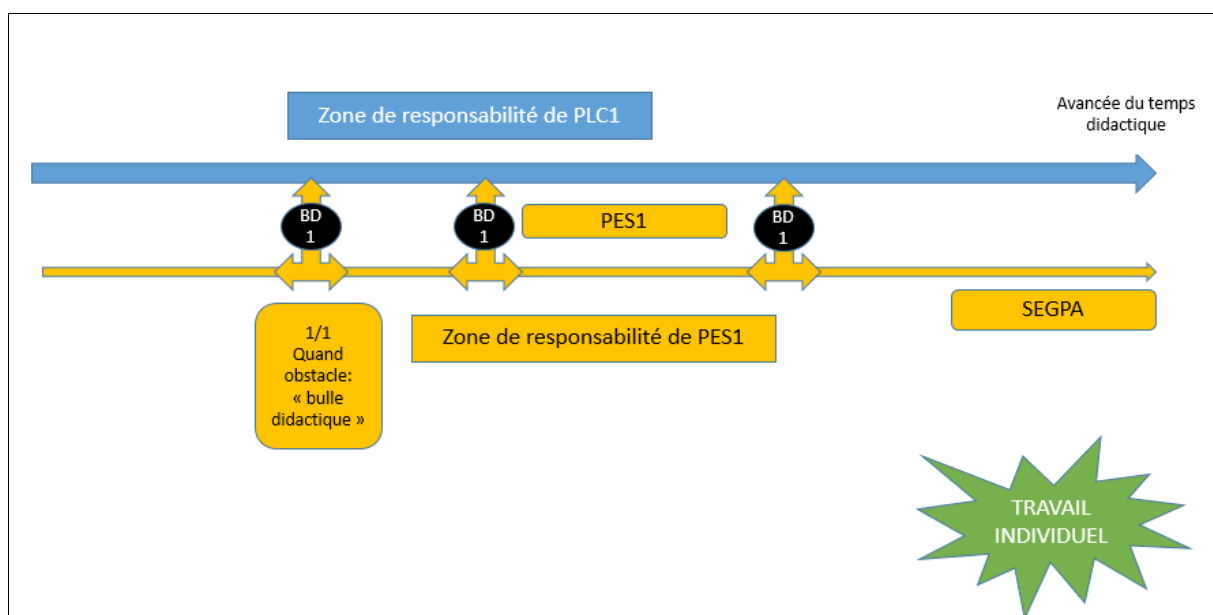 Zone de responsabilité de PLC1
Avancée du temps
didactique
BD
1
BD
1
PES1
BD
1
1/1
Quand
obstacle:
« bulle
didactique »
Zone de responsabilité de PES1
SEGPA
TRAVAIL
INDIVIDUEL